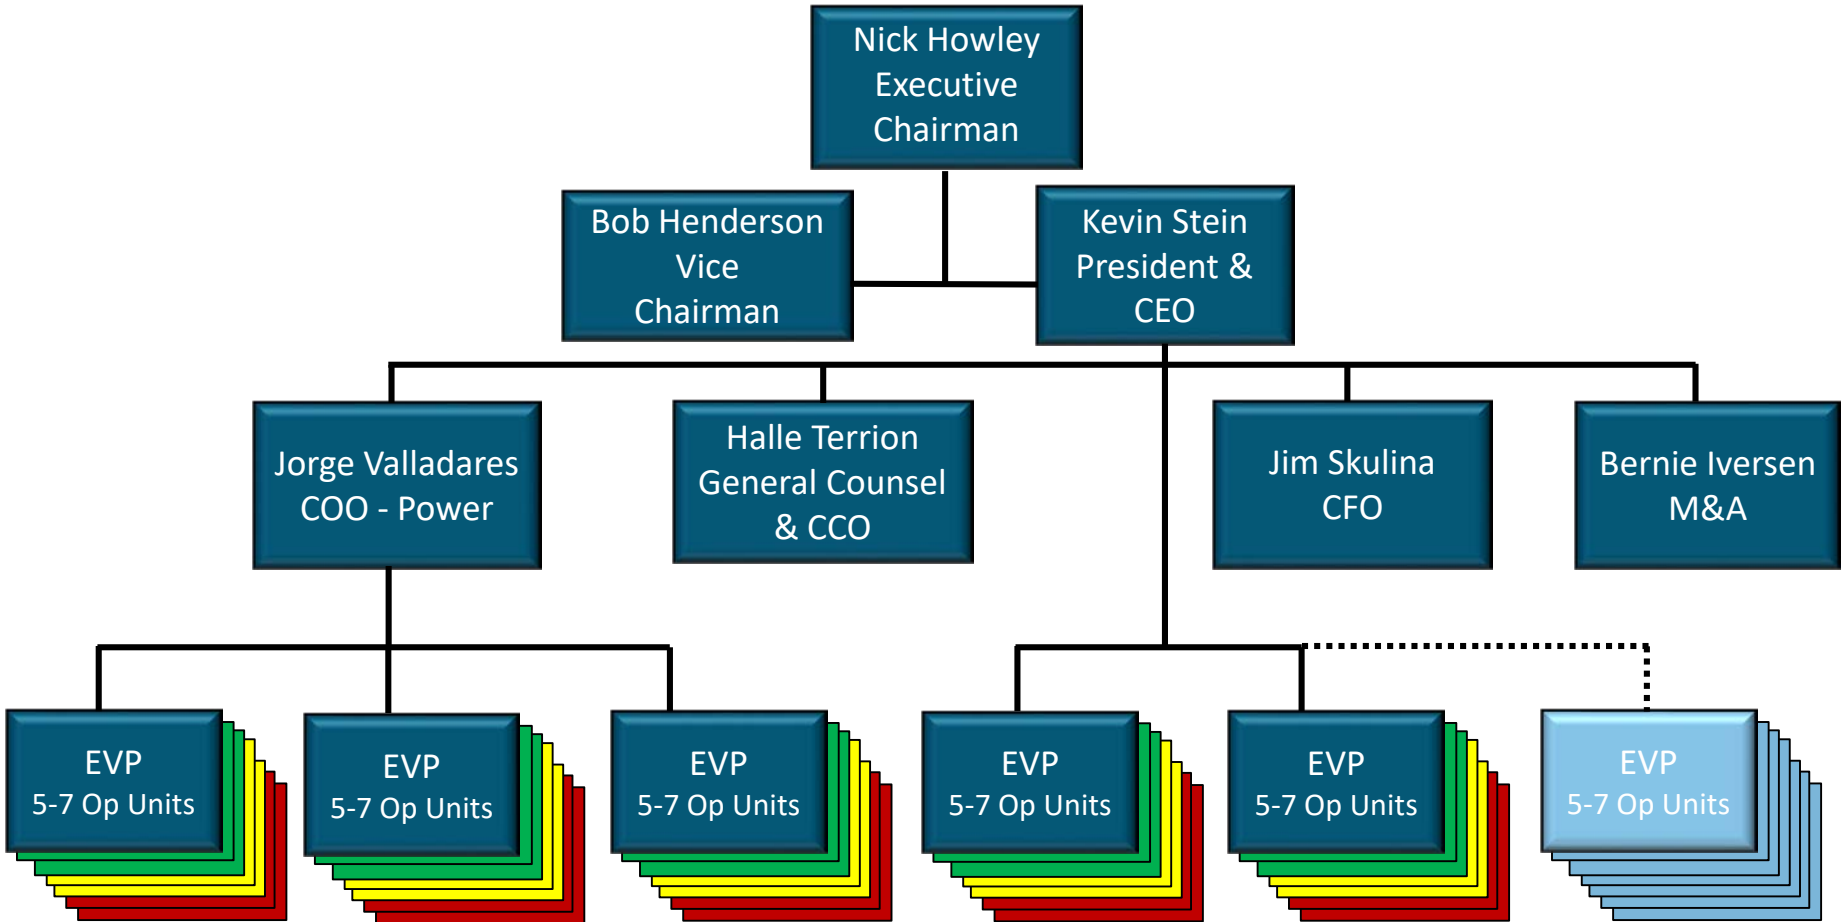 Nick Howley
Executive
Chairman
Bob Henderson
Vice
Chairman
Kevin Stein
President &
CEO
Jorge Valladares
COO - Power
Halle Terrion
General Counsel
& CCO
Jim Skulina
CFO
Bernie Iversen
M&A
EVP
5-7 Op Units
EVP
5-7 Op Units
EVP
5-7 Op Units
EVP
5-7 Op Units
EVP
5-7 Op Units
EVP
5-7 Op Units